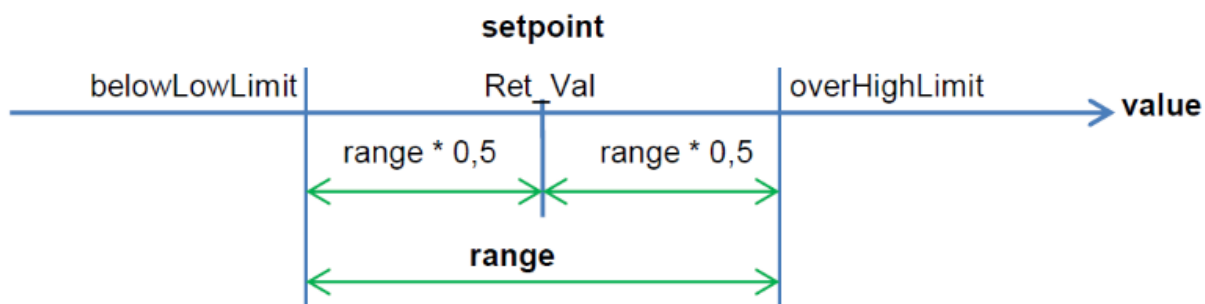 setpoint
belowLowLimit Ret_Val overHighLimit
value
range * 0,5 range * 0,5
range